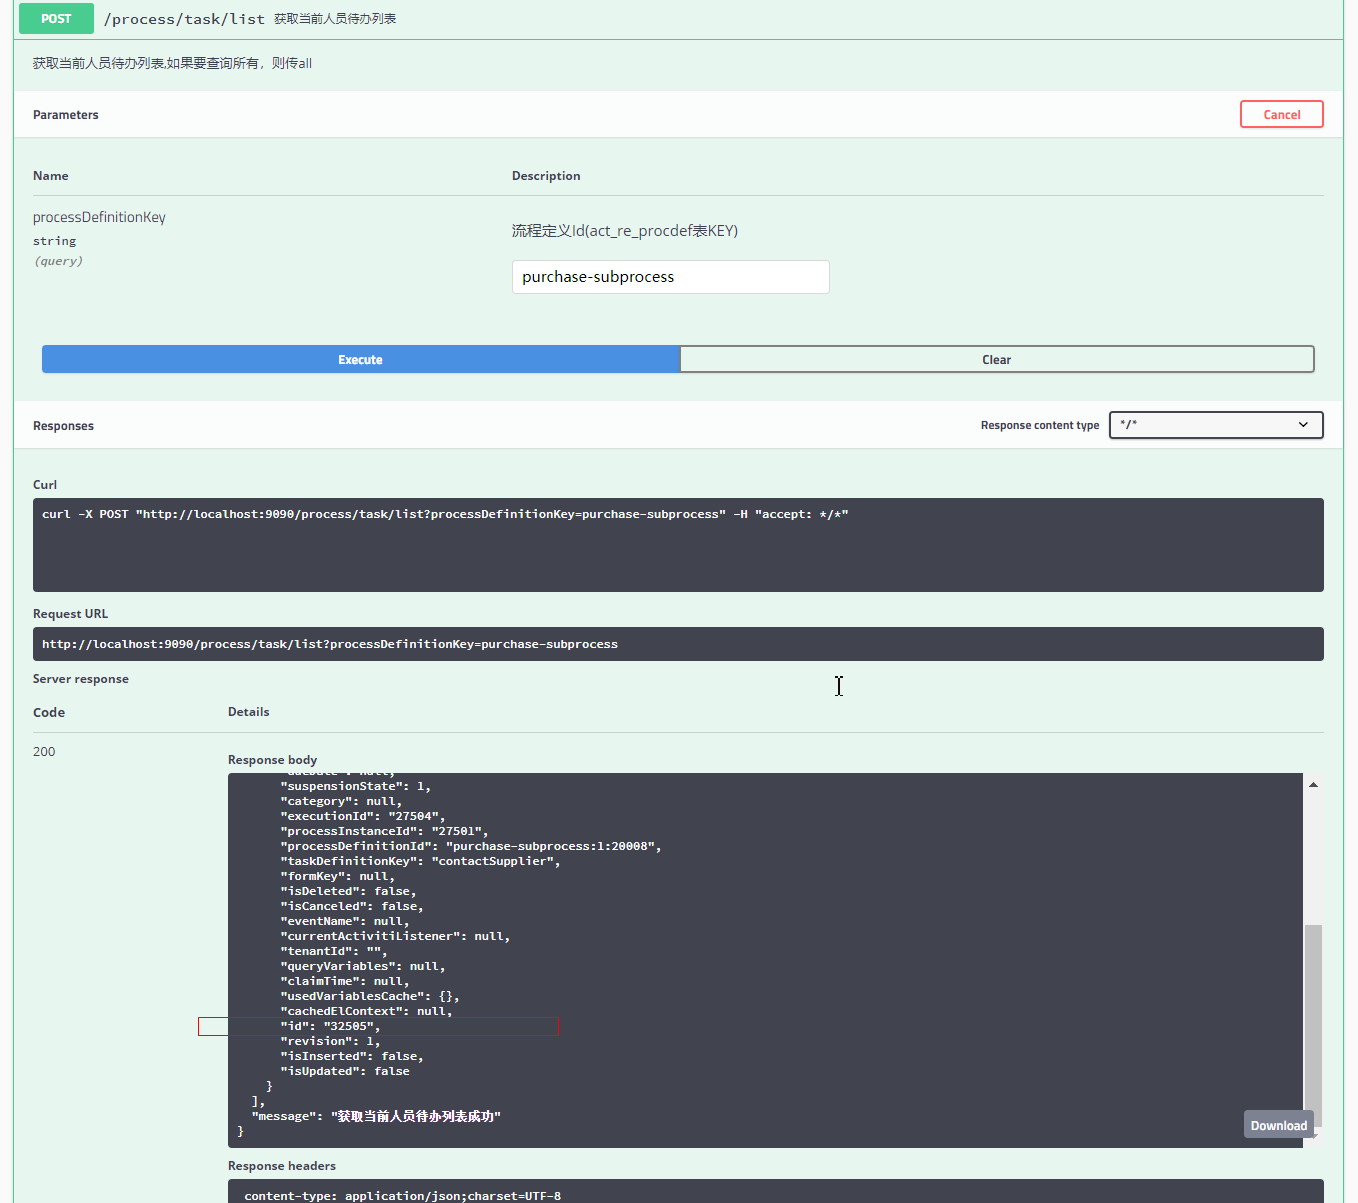 POST /process/task/list 获取当前人员待办列表
获取当前人员待办列表,如果要查询所有，则传all
Parameters
Cancel
Name Description
processDefinitionKey
string
(query)
流程定义Id(act_re_procdef表KEY)
purchase-subprocess
Execute Clear
Responses
Response content type */*
Curl
curl -X POST "http://localhost:9090/process/task/list?processDefinitionKey=purchase-subprocess" -H "accept: */*"
Request URL
http://localhost:9090/process/task/list?processDefinitionKey=purchase-subprocess
Server response
Code Details
200
Response body
"dueDate": null,
"suspensionState": 1,
"category": null,
"executionId": "27504",
"processInstanceId": "27501",
"processDefinitionId": "purchase-subprocess:1:20008",
"taskDefinitionKey": "contactSupplier",
"formKey": null,
"isDeleted": false,
"isCanceled": false,
"eventName": null,
"currentActivitiListener": null,
"tenantId": "",
"queryVariables": null,
"claimTime": null,
"usedVariablesCache": {},
"cachedElContext": null,
"id": "32505",
"revision": 1,
"isInserted": false,
"isUpdated": false
}
],
"message": "获取当前人员待办列表成功"
}
Download
Response headers
content-type: application/json;charset=UTF-8